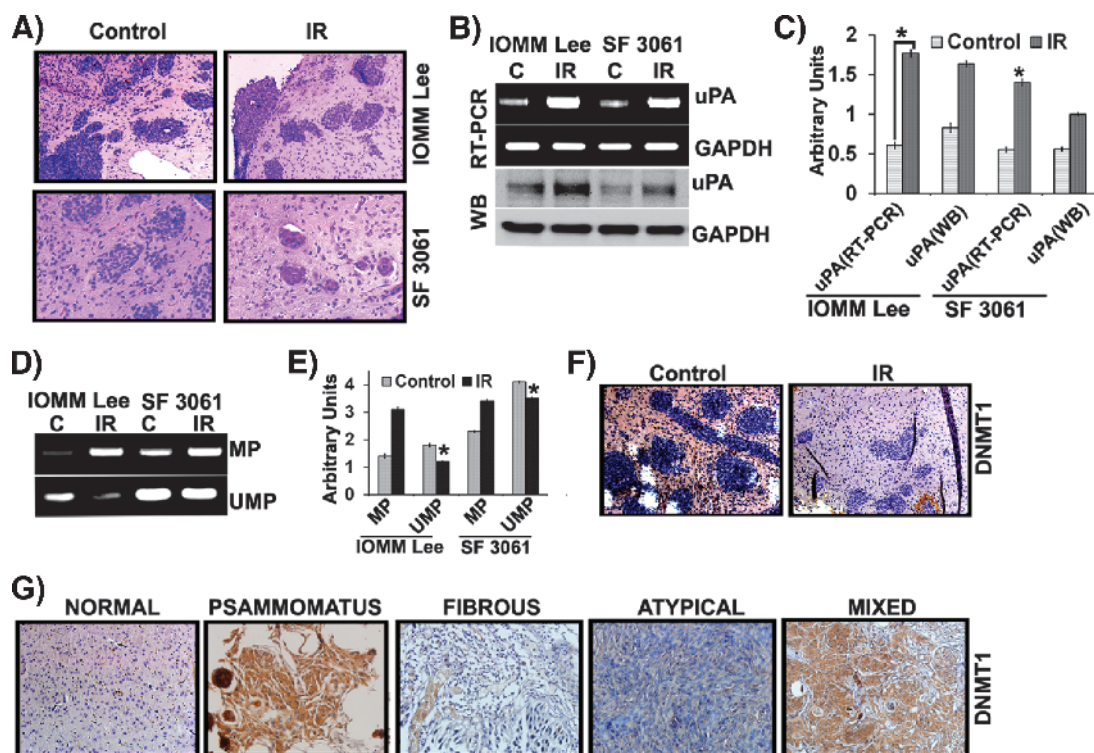 A)
Control IR
IOMM Lee
SF 3061
B)
IOMM Lee SF 3061
C IR C IR
RT-PCR
uPA
GAPDH
WB
uPA
GAPDH
C)
Control IR
Arbitrary Units
2
1.5
1
0.5
0
* *
uPA(RT-PCR) uPA(WB) uPA(RT-PCR) uPA(WB)
IOMM Lee SF 3061
D)
IOMM Lee SF 3061
C IR C IR
MP
UMP
E)
Control IR
Arbitrary Units
4
3
2
1
0
* *
MP UMP MP UMP
IOMM Lee SF 3061
F)
Control IR
DNMT1
G)
NORMAL PSAMMOMATUS FIBROUS ATYPICAL MIXED
DNMT1